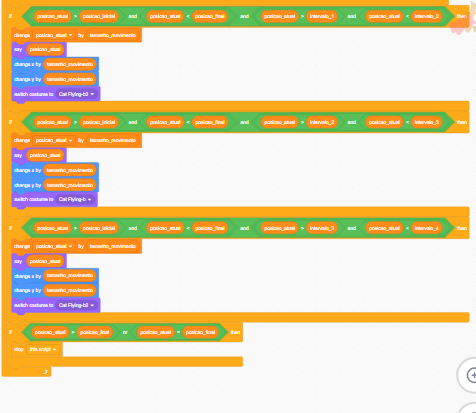 if posicao_atual > posicao_inicial and posicao_atual < posicao_final and posicao_atual > intervalo_1 and posicao_atual < intervalo_2 then
change posicao_atual by tamanho_movimento
say posicao_atual
change x by tamanho_movimento
change y by tamanho_movimento
switch costume to Cat Flying-b2
if posicao_atual > posicao_inicial and posicao_atual < posicao_final and posicao_atual > intervalo_2 and posicao_atual < intervalo_3 then
change posicao_atual by tamanho_movimento
say posicao_atual
change x by tamanho_movimento
change y by tamanho_movimento
switch costume to Cat Flying-b
if posicao_atual > posicao_inicial and posicao_atual < posicao_final and posicao_atual > intervalo_3 and posicao_atual < intervalo_4 then
change posicao_atual by tamanho_movimento
say posicao_atual
change x by tamanho_movimento
change y by tamanho_movimento
switch costume to Cat Flying-b2
if posicao_atual posicao_final or posicao_atual posicao_final then
stop this script